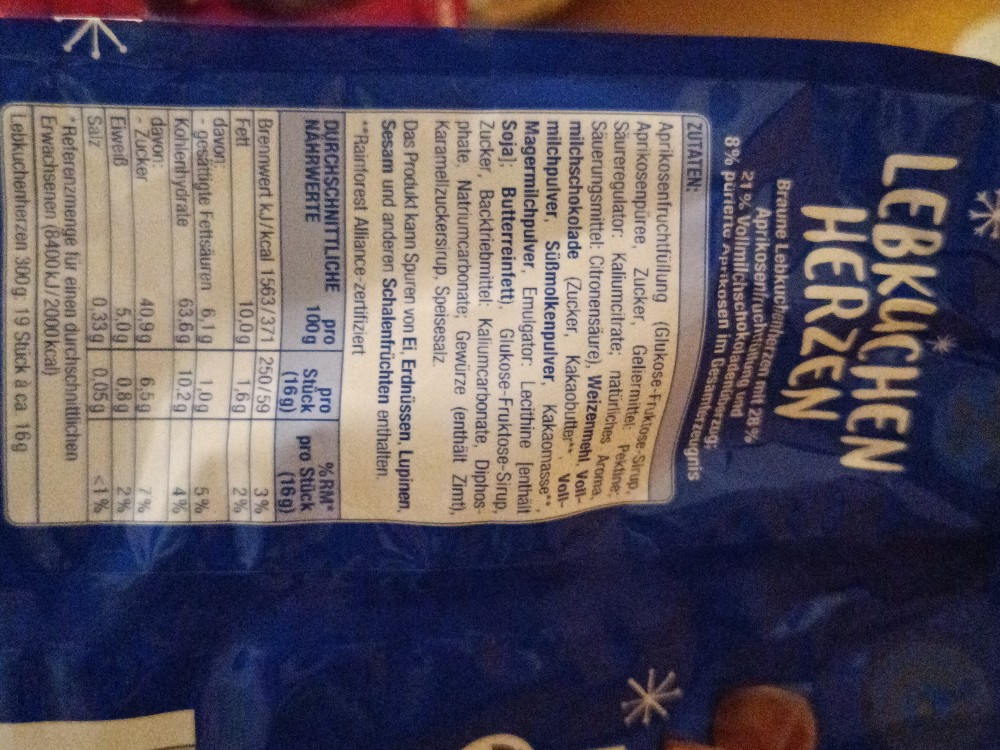 LEBKUCHEN
HERZEN
Braune Lebkuchenherzen mit 28%
Aprikosenfruchtfüllung und
21% Vollmilchschokoladenüberzug;
8% pürierte Aprikosen im Gesamterzeugnis
ZUTATEN:
Aprikosenfruchtfüllung (Glukose-Fruktose-Sirup,
Aprikosenpüree, Zucker, Geliermittel: Pektine;
Säureregulator: Kaliumcitrate; natürliches Aroma,
Säuerungsmittel: Citronensäure), Weizenmehl, Voll-
milchschokolade (Zucker, Kakaobutter**, Voll-
milchpulver, Süßmolkenpulver, Kakaomasse**,
Magermilchpulver, Emulgator: Lecithine [enthält
Soja]; Butterreinfett), Glukose-Fruktose-Sirup,
Zucker, Backtriebmittel: Kaliumcarbonate, Diphos-
phate, Natriumcarbonate; Gewürze (enthält Zimt),
Karamellzuckersirup, Speisesalz.
Das Produkt kann Spuren von Ei, Erdnüssen, Lupinen,
Sesam und anderen Schalenfrüchten enthalten.
**Rainforest Alliance-zertifiziert
DURCHSCHNITTLICHE pro pro %RM*
NÄHRWERTE 100g Stück pro Stück
(16g) (16g)
Brennwert kJ/kcal 1563/371 250/59 3%
Fett 10,0g 1,6g 2%
davon:
- gesättigte Fettsäuren 6,1g 1,0g 5%
Kohlenhydrate 63,6g 10,2g 4%
davon:
- Zucker 40,9g 6,5g 7%
Eiweiß 5,0g 0,8g 2%
Salz 0,33g 0,05g <1%
*Referenzmenge für einen durchschnittlichen
Erwachsenen (8400kJ/2000kcal)
Lebkuchenherzen 300g: 19 Stück à ca. 16g